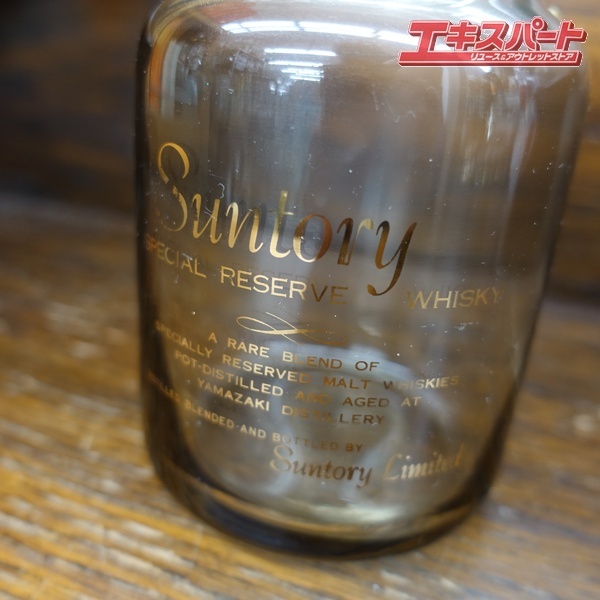 エキスパート
リユース&アウトレットストア
Suntory
SPECIAL RESERVE WHISKY
A RARE BLEND OF
SPECIALLY RESERVED MALT WHISKIES
POT-DISTILLED AND AGED AT
YAMAZAKI DISTILLERY
BLENDED AND BOTTLED BY
Suntory Limited